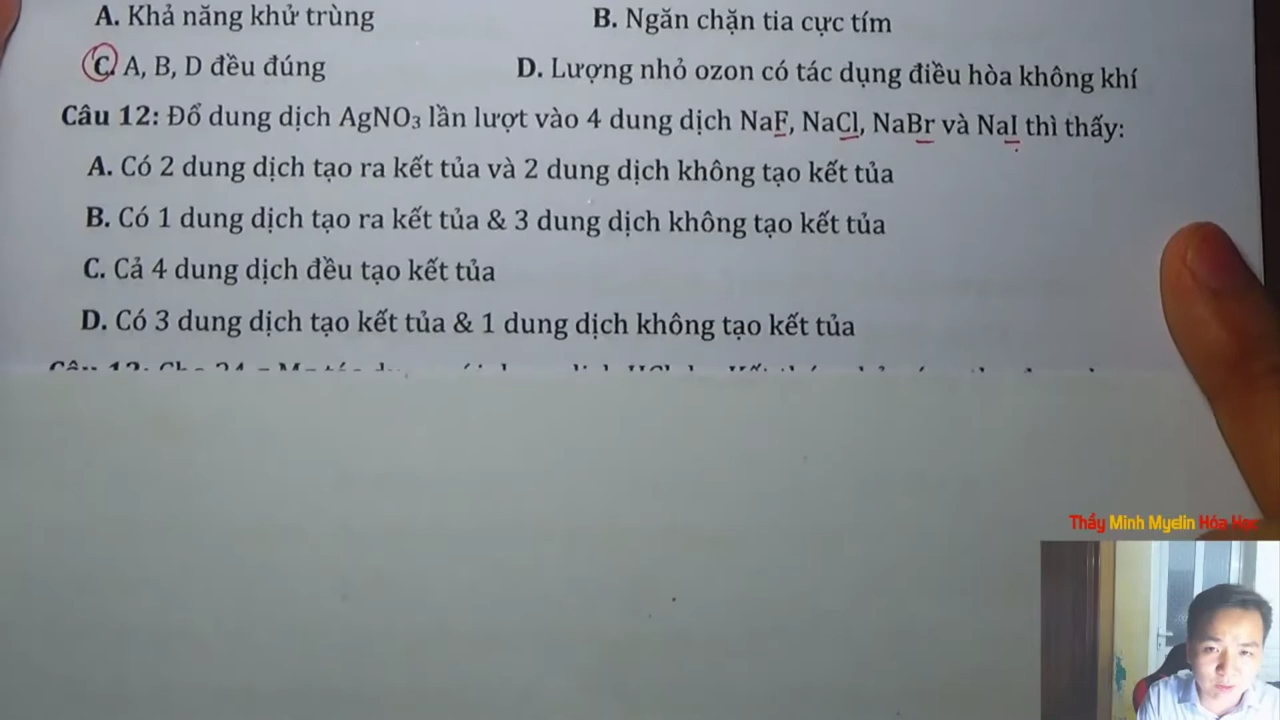 A. Khả năng khử trùng B. Ngăn chặn tia cực tím
C. A, B, D đều đúng D. Lượng nhỏ ozon có tác dụng điều hòa không khí
Câu 12: Đổ dung dịch AgNO₃ lần lượt vào 4 dung dịch NaF, NaCl, NaBr và NaI thì thấy:
A. Có 2 dung dịch tạo ra kết tủa và 2 dung dịch không tạo kết tủa
B. Có 1 dung dịch tạo ra kết tủa & 3 dung dịch không tạo kết tủa
C. Cả 4 dung dịch đều tạo kết tủa
D. Có 3 dung dịch tạo kết tủa & 1 dung dịch không tạo kết tủa
Thầy Minh Myelin Hóa Học